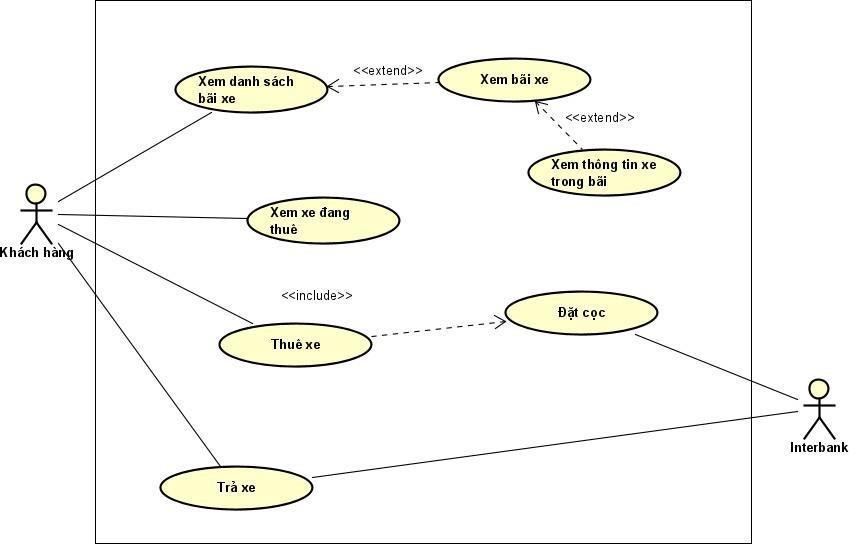 Xem danh sách
bãi xe
<<extend>>
Xem bãi xe
<<extend>>
Xem thông tin xe
trong bãi
Xem xe đang
thuê
Khách hàng
<<include>>
Đặt cọc
Thuê xe
Interbank
Trả xe